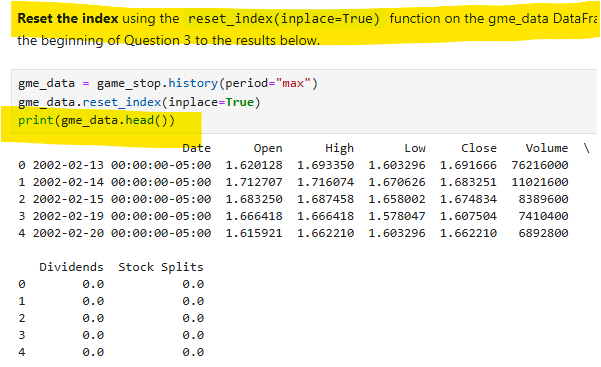 Reset the index using the reset_index(inplace=True) function on the gme_data DataFra
the beginning of Question 3 to the results below.
gme_data = game_stop.history(period="max")
gme_data.reset_index(inplace=True)
print(gme_data.head())
Date Open High Low Close Volume \
0 2002-02-13 00:00:00-05:00 1.620128 1.693350 1.603296 1.691666 76216000
1 2002-02-14 00:00:00-05:00 1.712707 1.716074 1.670626 1.683251 11021600
2 2002-02-15 00:00:00-05:00 1.683250 1.687458 1.658002 1.674834 8389600
3 2002-02-19 00:00:00-05:00 1.666418 1.666418 1.578047 1.607504 7410400
4 2002-02-20 00:00:00-05:00 1.615921 1.662210 1.603296 1.662210 6892800
Dividends Stock Splits
0 0.0 0.0
1 0.0 0.0
2 0.0 0.0
3 0.0 0.0
4 0.0 0.0